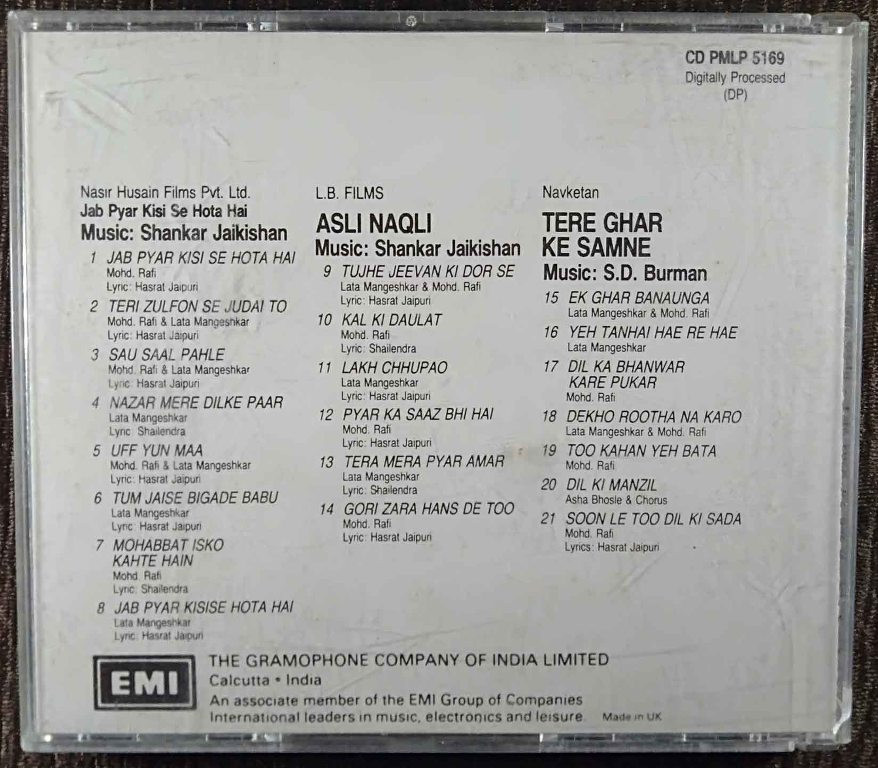 CD PMLP 5169
Digitally Processed
(DP)
Nasir Husain Films Pvt. Ltd.
Jab Pyar Kisi Se Hota Hai
Music: Shankar Jaikishan
1 JAB PYAR KISI SE HOTA HAI
Mohd. Rafi
Lyric: Hasrat Jaipuri
2 TERI ZULFON SE JUDAI TO
Mohd. Rafi & Lata Mangeshkar
Lyric: Hasrat Jaipuri
3 SAU SAAL PAHLE
Mohd. Rafi & Lata Mangeshkar
Lyric: Hasrat Jaipuri
4 NAZAR MERE DILKE PAAR
Lata Mangeshkar
Lyric: Shailendra
5 UFF YUN MAA
Mohd. Rafi & Lata Mangeshkar
Lyric: Hasrat Jaipuri
6 TUM JAISE BIGADE BABU
Lata Mangeshkar
Lyric: Hasrat Jaipuri
7 MOHABBAT ISKO
KAHTE HAIN
Mohd. Rafi
Lyric: Shailendra
8 JAB PYAR KISISE HOTA HAI
Lata Mangeshkar
Lyric: Hasrat Jaipuri
L.B. FILMS
ASLI NAQLI
Music: Shankar Jaikishan
9 TUJHE JEEVAN KI DOR SE
Lata Mangeshkar & Mohd. Rafi
Lyric: Hasrat Jaipuri
10 KAL KI DAULAT
Mohd. Rafi
Lyric: Shailendra
11 LAKH CHHUPAO
Lata Mangeshkar
Lyric: Hasrat Jaipuri
12 PYAR KA SAAZ BHI HAI
Mohd. Rafi
Lyric: Hasrat Jaipuri
13 TERA MERA PYAR AMAR
Lata Mangeshkar
Lyric: Shailendra
14 GORI ZARA HANS DE TOO
Mohd. Rafi
Lyric: Hasrat Jaipuri
Navketan
TERE GHAR
KE SAMNE
Music: S.D. Burman
15 EK GHAR BANAUNGA
Lata Mangeshkar & Mohd. Rafi
16 YEH TANHAI HAE RE HAE
Lata Mangeshkar
17 DIL KA BHANWAR
KARE PUKAR
Mohd. Rafi
18 DEKHO ROOTHA NA KARO
Lata Mangeshkar & Mohd. Rafi
19 TOO KAHAN YEH BATA
Mohd. Rafi
20 DIL KI MANZIL
Asha Bhosle & Chorus
21 SOON LE TOO DIL KI SADA
Mohd. Rafi
Lyrics: Hasrat Jaipuri
EMI
THE GRAMOPHONE COMPANY OF INDIA LIMITED
Calcutta • India
An associate member of the EMI Group of Companies
International leaders in music, electronics and leisure. Made in UK